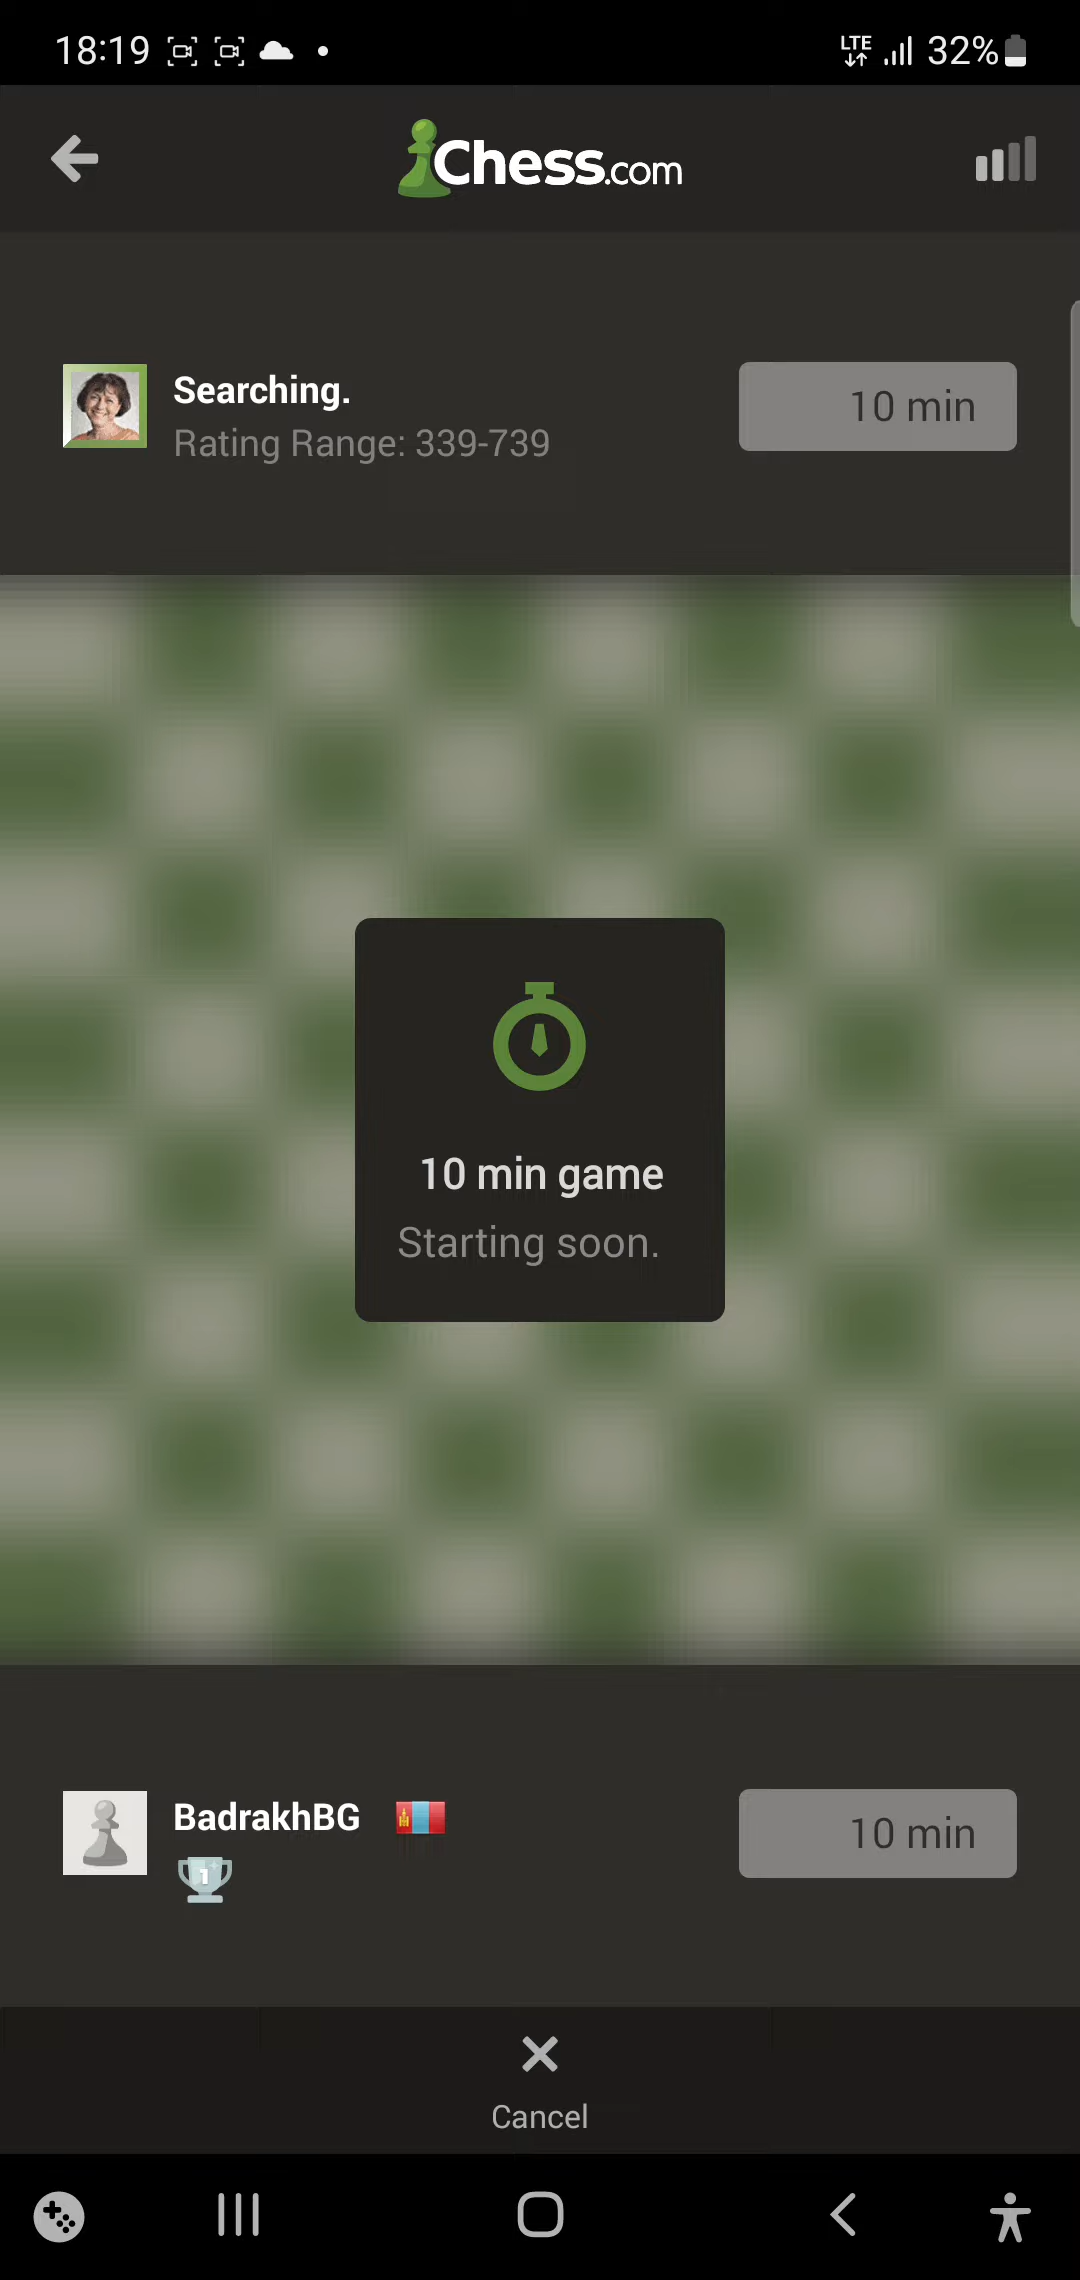 18:19
LTE 32%
Chess.com
Searching.
10 min
Rating Range: 339-739
10 min game
Starting soon.
BadrakhBG
10 min
1
Cancel